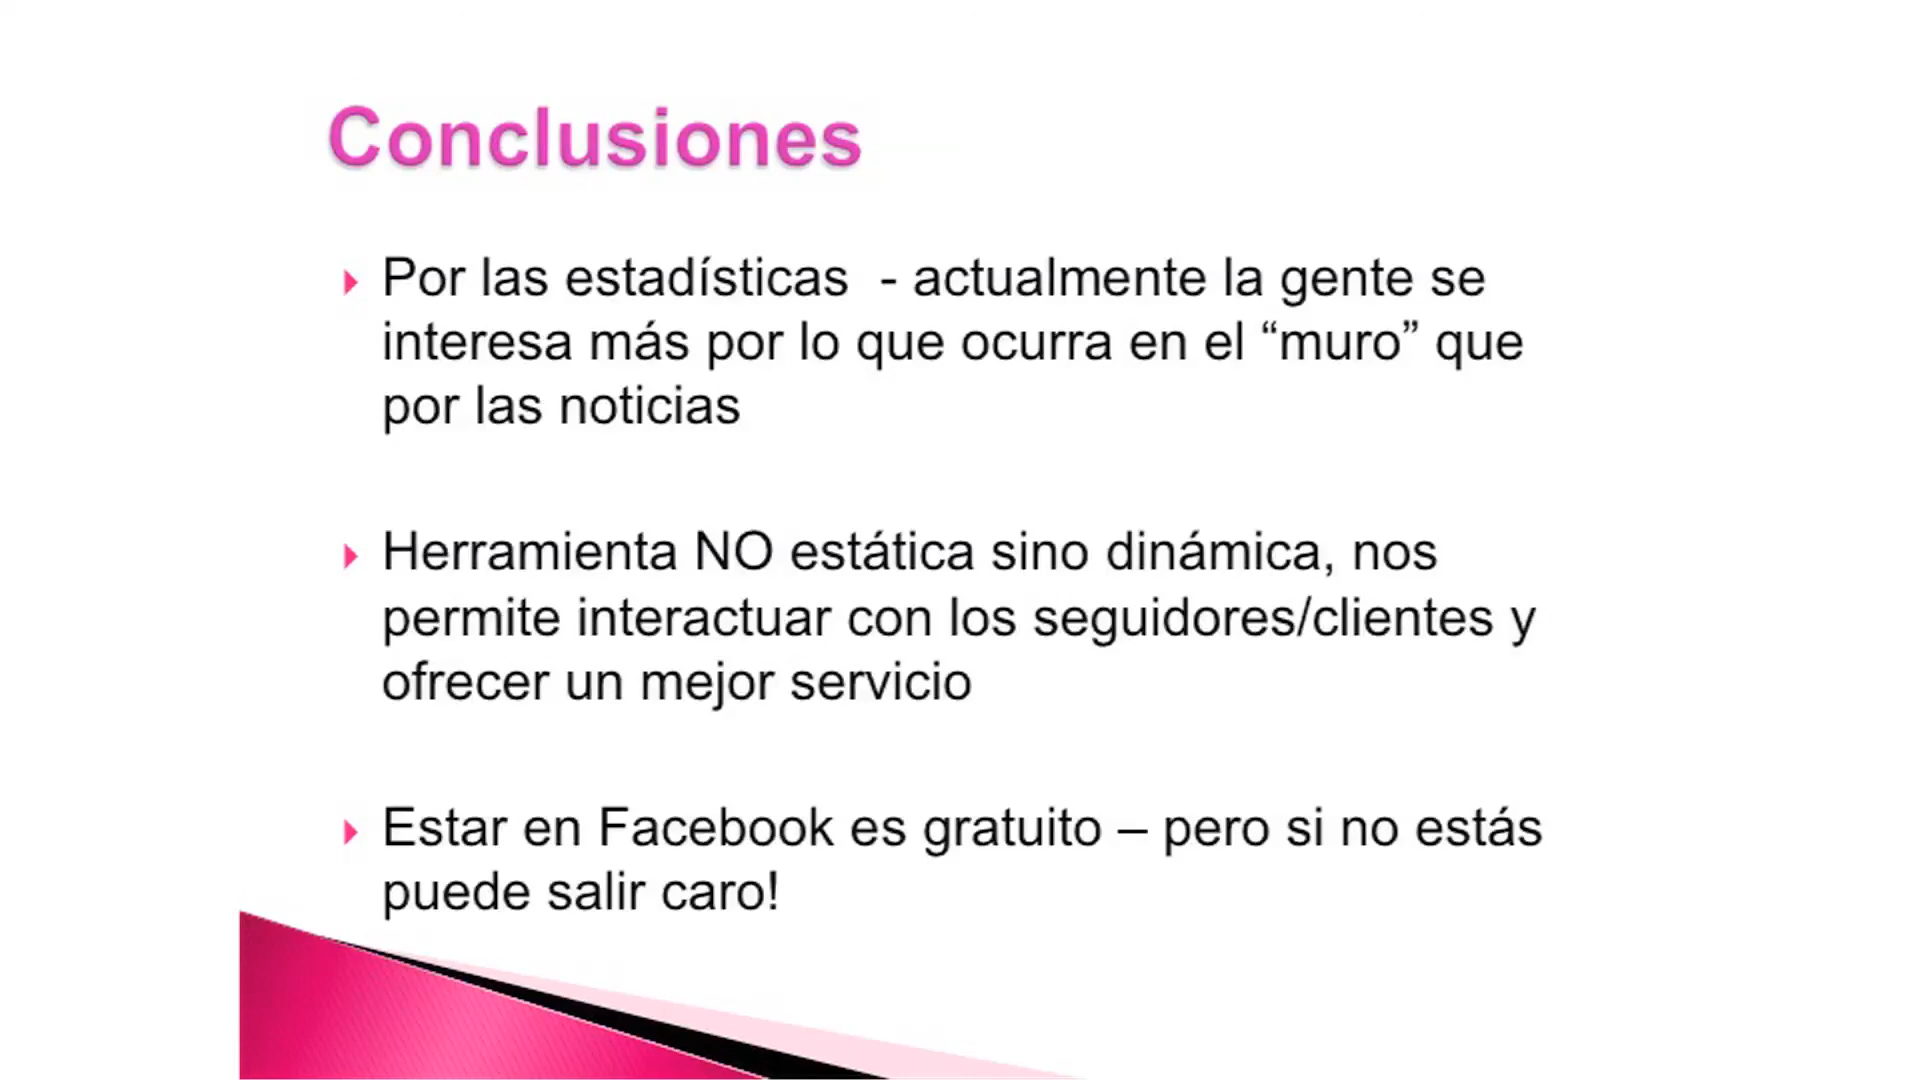 Conclusiones
Por las estadísticas  - actualmente la gente se
interesa más por lo que ocurra en el “muro” que
por las noticias
Herramienta NO estática sino dinámica, nos
permite interactuar con los seguidores/clientes y
ofrecer un mejor servicio
Estar en Facebook es gratuito – pero si no estás
puede salir caro!